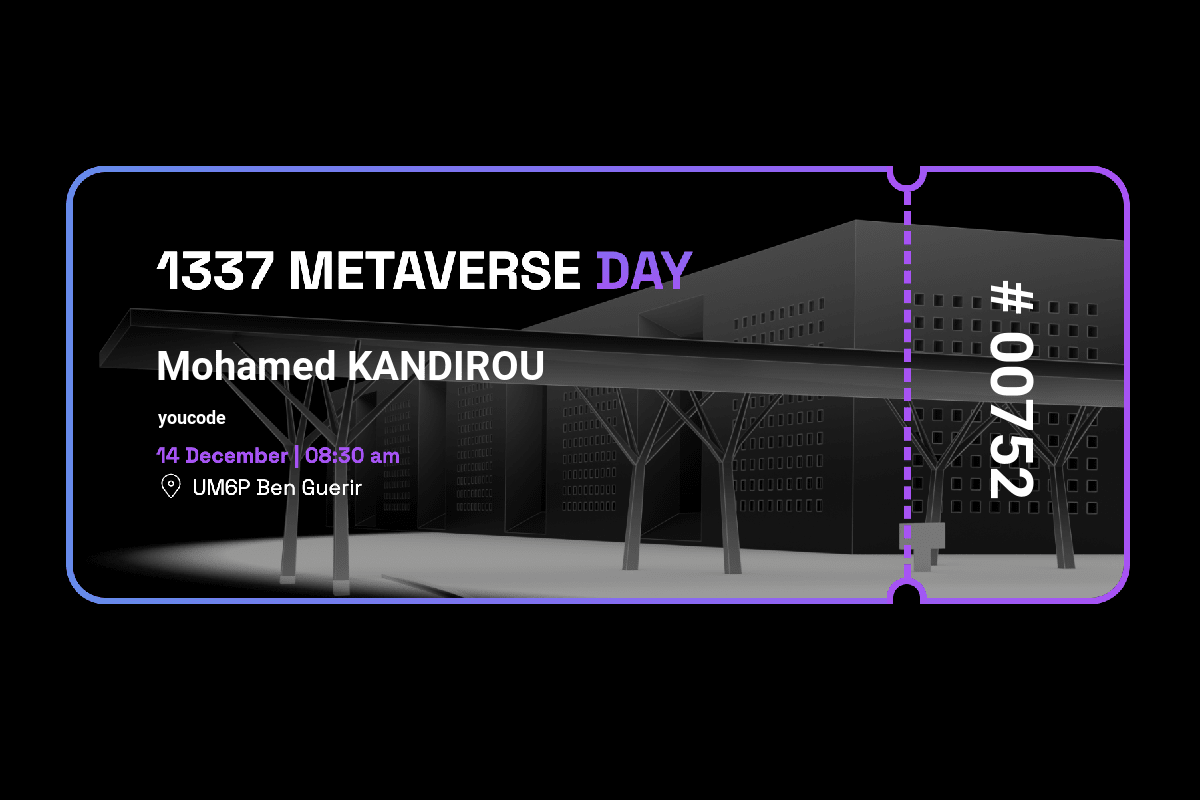 1337 METAVERSE DAY
Mohamed KANDIROU
youcode
14 December | 08:30 am
UM6P Ben Guerir
# 00752